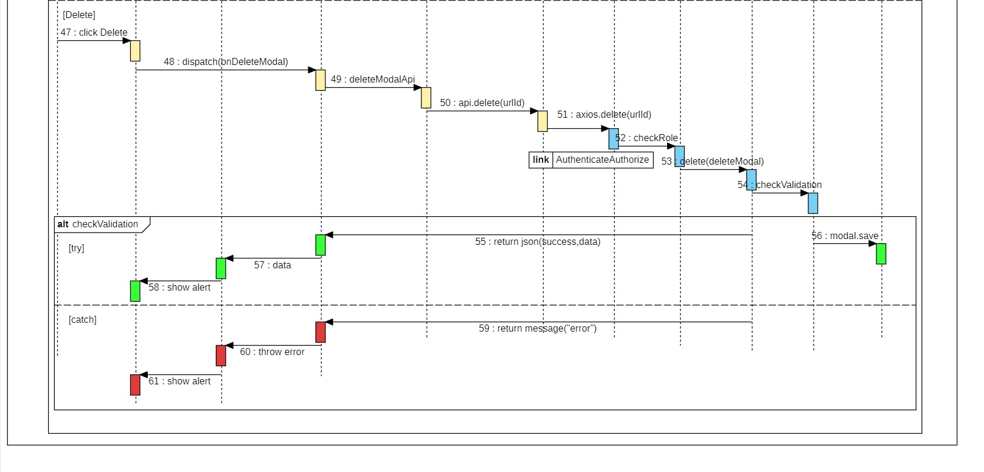 [Delete]
47 : click Delete
48 : dispatch(onDeleteModal)
49 : deleteModalApi
50 : api.delete(urlId)
51 : axios.delete(urlId)
52 : checkRole
link AuthenticateAuthorize
53 : delete(deleteModal)
54 : checkValidation
alt checkValidation
56 : modal.save
55 : return json(success,data)
[try]
57 : data
58 : show alert
[catch]
59 : return message("error")
60 : throw error
61 : show alert